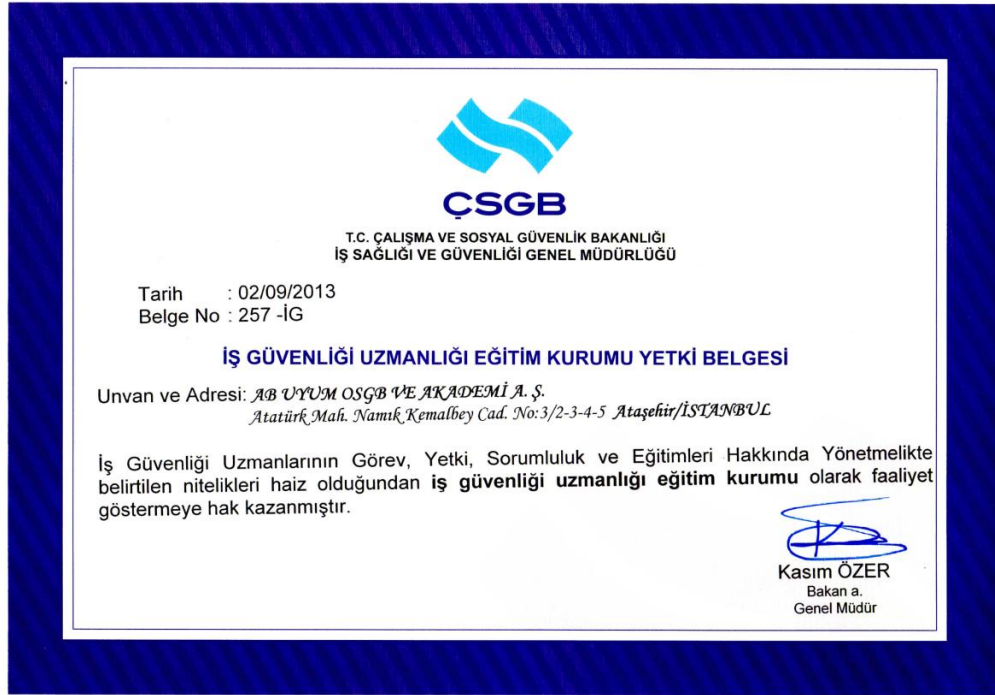 ÇSGB
T.C. ÇALIŞMA VE SOSYAL GÜVENLİK BAKANLIĞI
İŞ SAĞLIĞI VE GÜVENLİĞİ GENEL MÜDÜRLÜĞÜ
Tarih : 02/09/2013
Belge No : 257 -İG
İŞ GÜVENLİĞİ UZMANLIĞI EĞİTİM KURUMU YETKİ BELGESİ
Unvan ve Adresi: AB UYUM OSGB VE AKADEMİ A. Ş.
Atatürk Mah. Namık Kemalbey Cad. No:3/2-3-4-5 Ataşehir/İSTANBUL
İş Güvenliği Uzmanlarının Görev, Yetki, Sorumluluk ve Eğitimleri Hakkında Yönetmelikte
belirtilen nitelikleri haiz olduğundan iş güvenliği uzmanlığı eğitim kurumu olarak faaliyet
göstermeye hak kazanmıştır.
Kasım ÖZER
Bakan a.
Genel Müdür